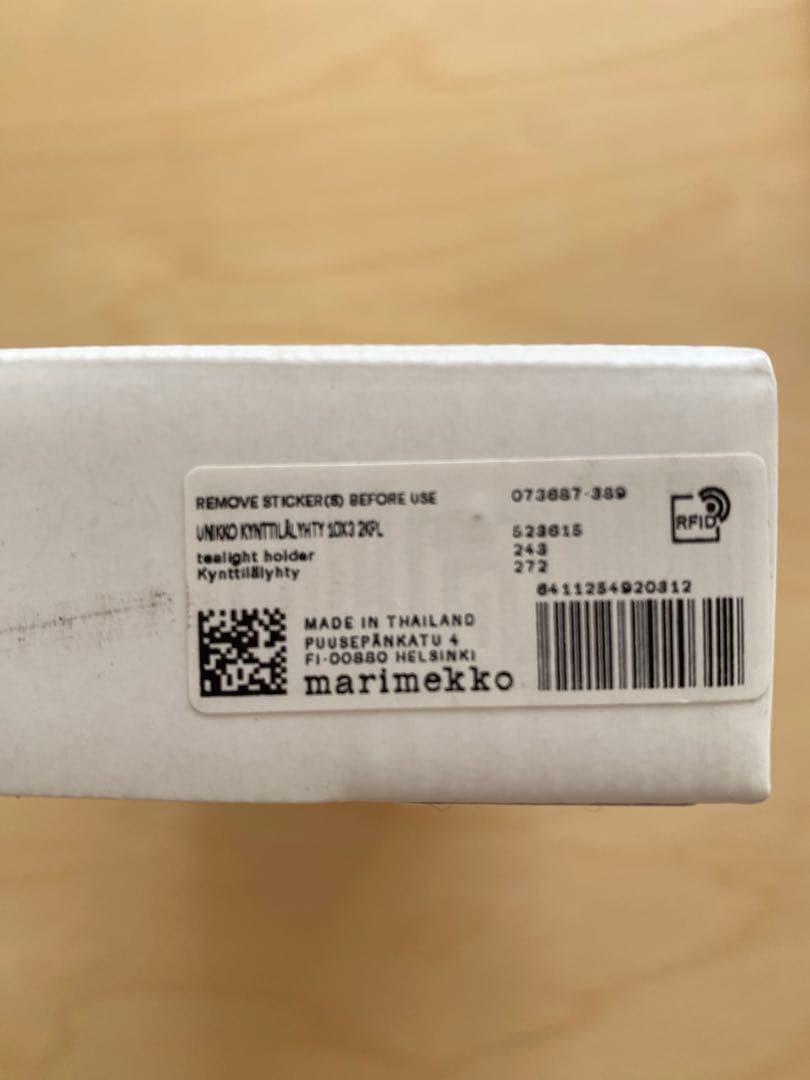 REMOVE STICKER(S) BEFORE USE
073687-389
UNIKKO KYNTTILÄLYHTY 10X3 2KPL
523615
tealight holder
243
Kynttilälyhty
272
RFID
6411254920312
MADE IN THAILAND
PUUSEPÄNKATU 4
FI-00880 HELSINKI
marimekko